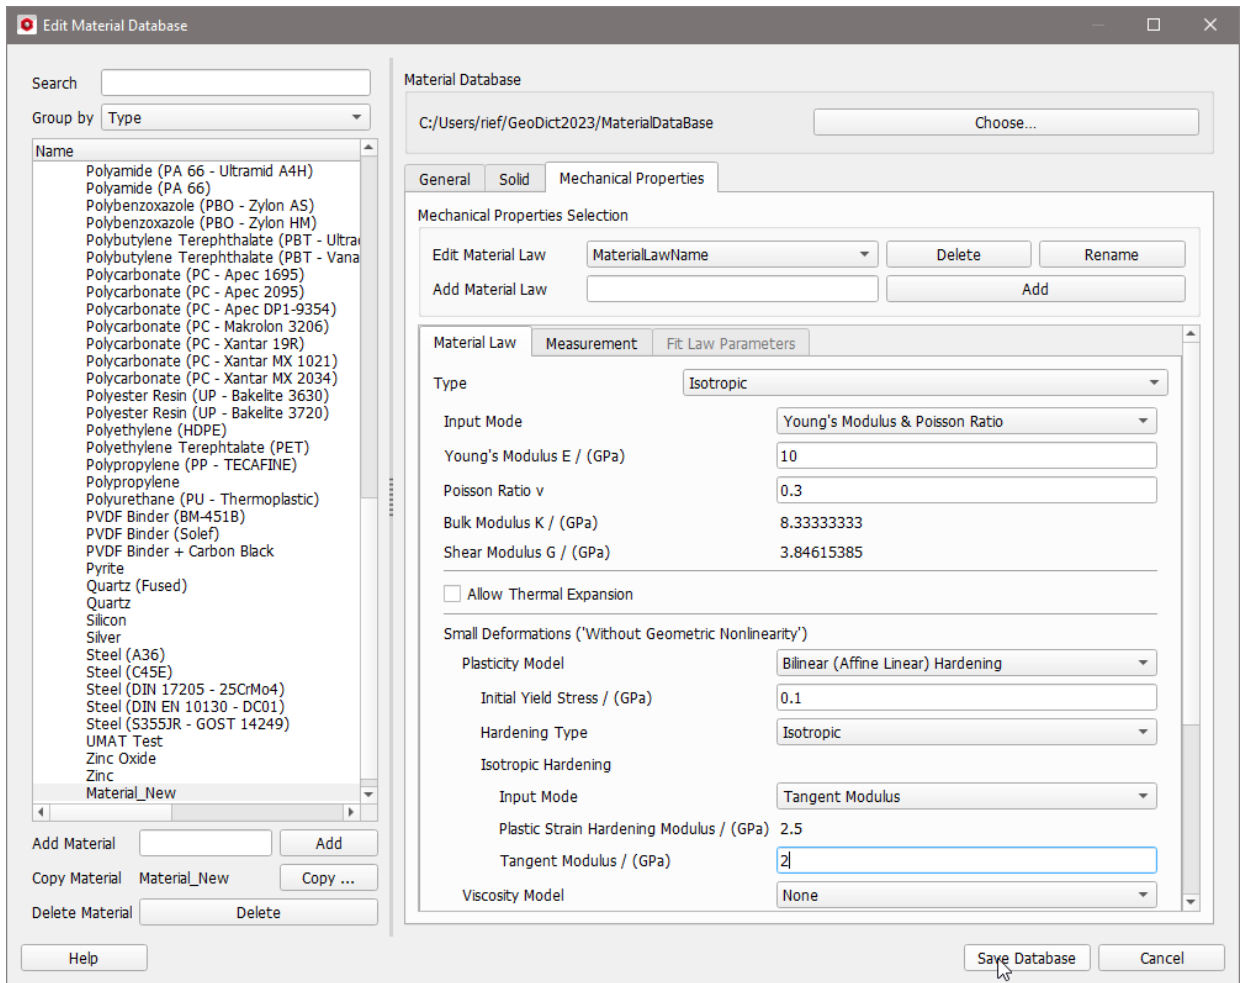 Edit Material Database
Search
Group by Type
Name
Polyamide (PA 66 - Ultramid A4H)
Polyamide (PA 66)
Polybenzoxazole (PBO - Zylon AS)
Polybenzoxazole (PBO - Zylon HM)
Polybutylene Terephthalate (PBT - Ultra
Polybutylene Terephthalate (PBT - Vana
Polycarbonate (PC - Apec 1695)
Polycarbonate (PC - Apec 2095)
Polycarbonate (PC - Apec DP1-9354)
Polycarbonate (PC - Makrolon 3206)
Polycarbonate (PC - Xantar 19R)
Polycarbonate (PC - Xantar MX 1021)
Polycarbonate (PC - Xantar MX 2034)
Polyester Resin (UP - Bakelite 3630)
Polyester Resin (UP - Bakelite 3720)
Polyethylene (HDPE)
Polyethylene Terephtalate (PET)
Polypropylene (PP - TECAFINE)
Polypropylene
Polyurethane (PU - Thermoplastic)
PVDF Binder (BM-451B)
PVDF Binder (Solef)
PVDF Binder + Carbon Black
Pyrite
Quartz (Fused)
Quartz
Silicon
Silver
Steel (A36)
Steel (C45E)
Steel (DIN 17205 - 25CrMo4)
Steel (DIN EN 10130 - DC01)
Steel (S355JR - GOST 14249)
UMAT Test
Zinc Oxide
Zinc
Material_New
Add Material Add
Copy Material Material_New Copy ...
Delete Material Delete
Help
Material Database
C:/Users/rief/GeoDict2023/MaterialDataBase Choose...
General Solid Mechanical Properties
Mechanical Properties Selection
Edit Material Law MaterialLawName Delete Rename
Add Material Law Add
Material Law Measurement Fit Law Parameters
Type Isotropic
Input Mode Young's Modulus & Poisson Ratio
Young's Modulus E / (GPa) 10
Poisson Ratio v 0.3
Bulk Modulus K / (GPa) 8.33333333
Shear Modulus G / (GPa) 3.84615385
Allow Thermal Expansion
Small Deformations ('Without Geometric Nonlinearity')
Plasticity Model Bilinear (Affine Linear) Hardening
Initial Yield Stress / (GPa) 0.1
Hardening Type Isotropic
Isotropic Hardening
Input Mode Tangent Modulus
Plastic Strain Hardening Modulus / (GPa) 2.5
Tangent Modulus / (GPa) 2
Viscosity Model None
Save Database Cancel